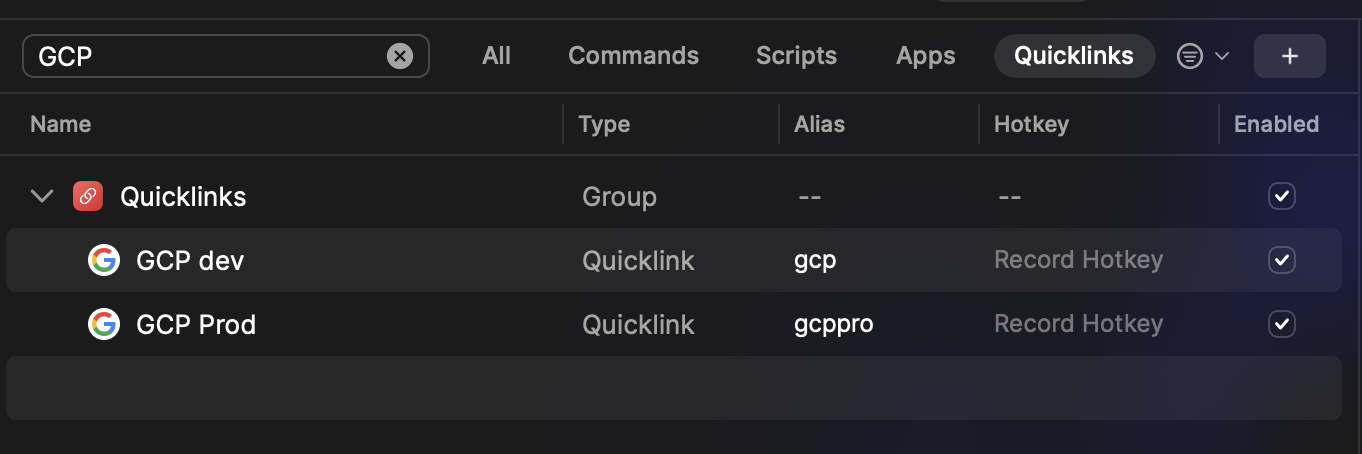 GCP All Commands Scripts Apps Quicklinks +
Name Type Alias Hotkey Enabled
Quicklinks Group -- --
GCP dev Quicklink gcp Record Hotkey
GCP Prod Quicklink gcppro Record Hotkey